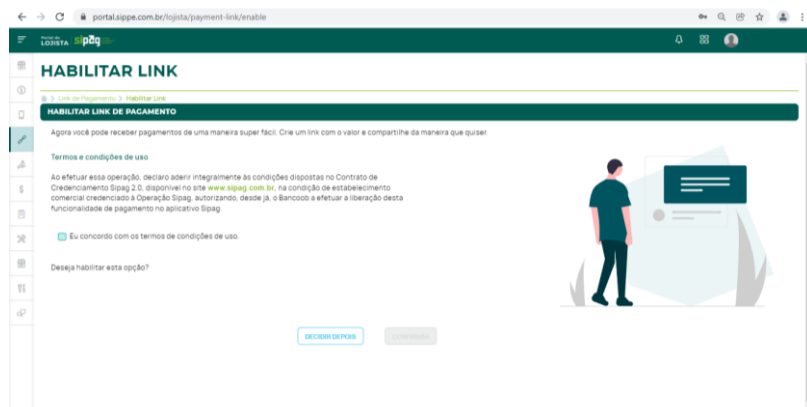 portal.sippe.com.br/lojista/payment-link/enable
Portal do
LOJISTA sipag
HABILITAR LINK
> Link de Pagamento > Habilitar Link
HABILITAR LINK DE PAGAMENTO
Agora você pode receber pagamentos de uma maneira super fácil. Crie um link com o valor e compartilhe da maneira que quiser.
Termos e condições de uso
Ao efetuar essa operação, declaro aderir integralmente às condições dispostas no Contrato de
Credenciamento Sipag 2.0, disponível no site www.sipag.com.br, na condição de estabelecimento
comercial credenciado à Operação Sipag, autorizando, desde já, o Bancoob a efetuar a liberação desta
funcionalidade de pagamento no aplicativo Sipag.
Eu concordo com os termos de condições de uso.
Deseja habilitar esta opção?
DECIDIR DEPOIS CONFIRMAR